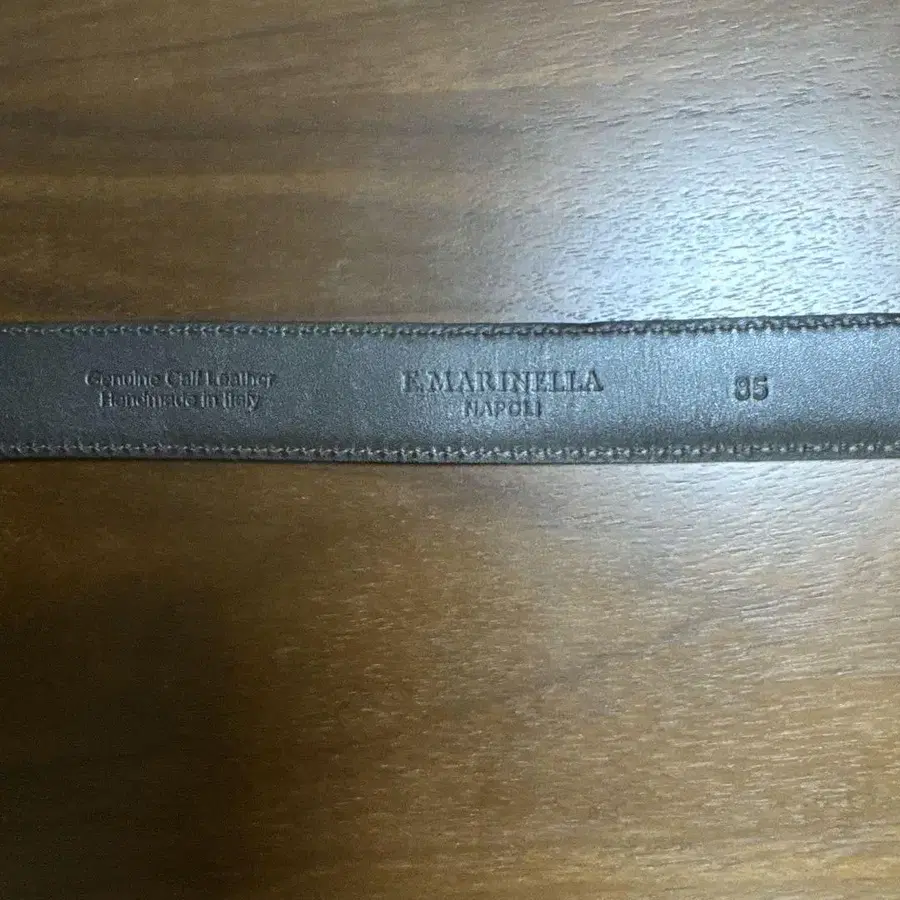 Genuine Calf Leather
Handmade in Italy
E. MARINELLA
NAPOLI
85